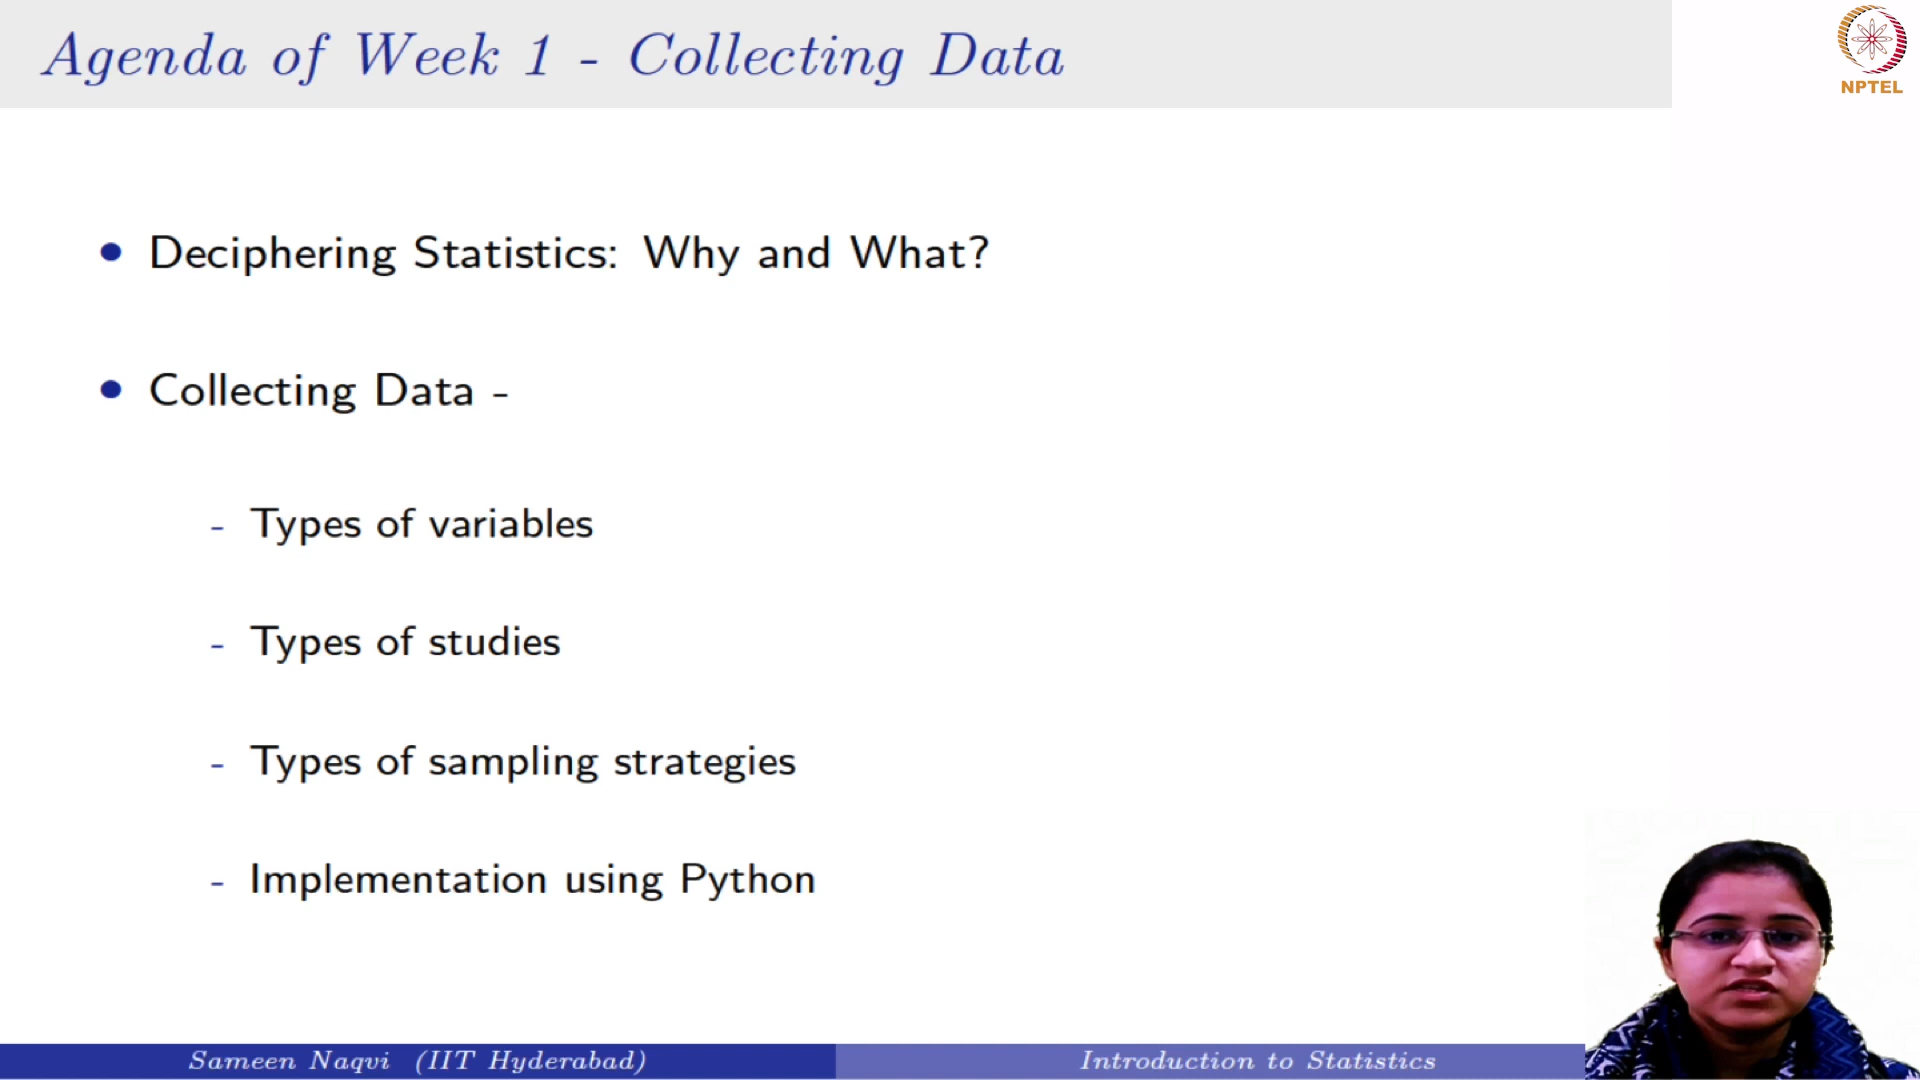 Agenda of Week 1 - Collecting Data
NPTEL
Deciphering Statistics: Why and What?
Collecting Data -
- Types of variables
- Types of studies
- Types of sampling strategies
- Implementation using Python
Sameen Naqvi (IIT Hyderabad)
Introduction to Statistics